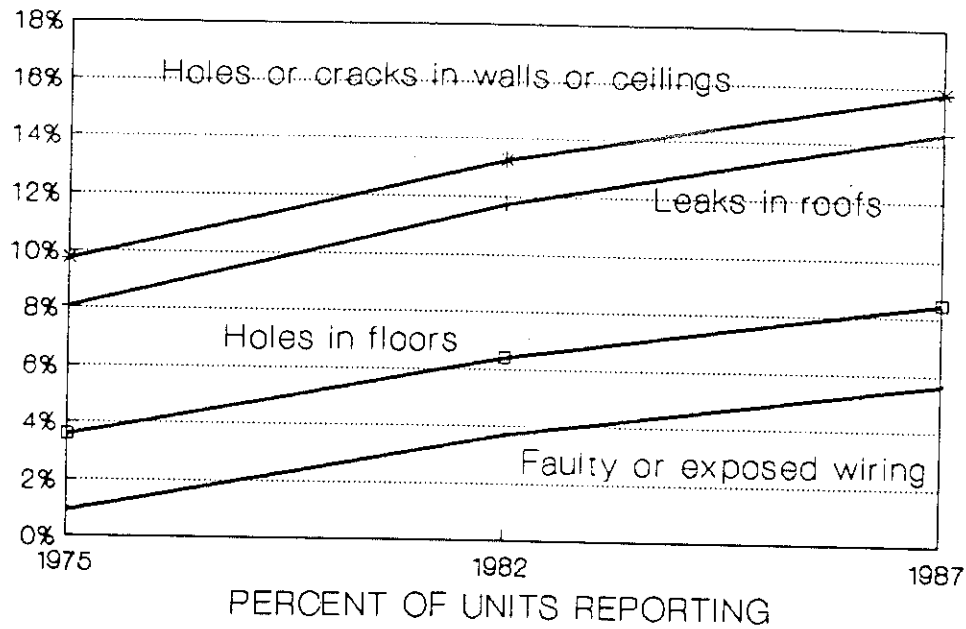 18%
16%
Holes or cracks in walls or ceilings
14%
12%
Leaks in roofs
10%
8%
Holes in floors
6%
4%
Faulty or exposed wiring
2%
0%
1975
1982
1987
PERCENT OF UNITS REPORTING